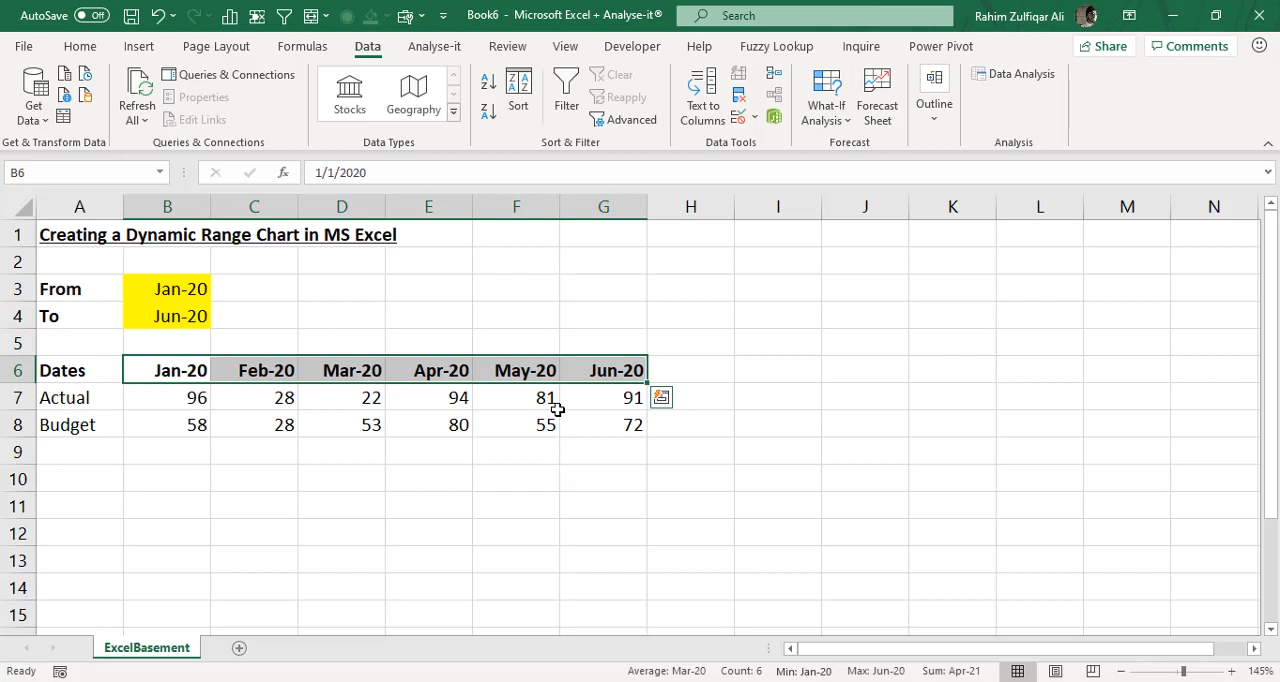 AutoSave Off Book6 - Microsoft Excel + Analyse-it® Search Rahim Zulfiqar Ali
File Home Insert Page Layout Formulas Data Analyse-it Review View Developer Help Fuzzy Lookup Inquire Power Pivot Share Comments
Get Data Refresh All Queries & Connections Properties Edit Links Stocks Geography Sort Filter Clear Reapply Advanced Text to Columns What-If Analysis Forecast Sheet Outline Data Analysis
Get & Transform Data Queries & Connections Data Types Sort & Filter Data Tools Forecast Analysis
B6 fx 1/1/2020
A B C D E F G H I J K L M N
1 Creating a Dynamic Range Chart in MS Excel
2
3 From Jan-20
4 To Jun-20
5
6 Dates Jan-20 Feb-20 Mar-20 Apr-20 May-20 Jun-20
7 Actual 96 28 22 94 81 91
8 Budget 58 28 53 80 55 72
9
10
11
12
13
14
15
ExcelBasement
Ready Average: Mar-20 Count: 6 Min: Jan-20 Max: Jun-20 Sum: Apr-21 145%